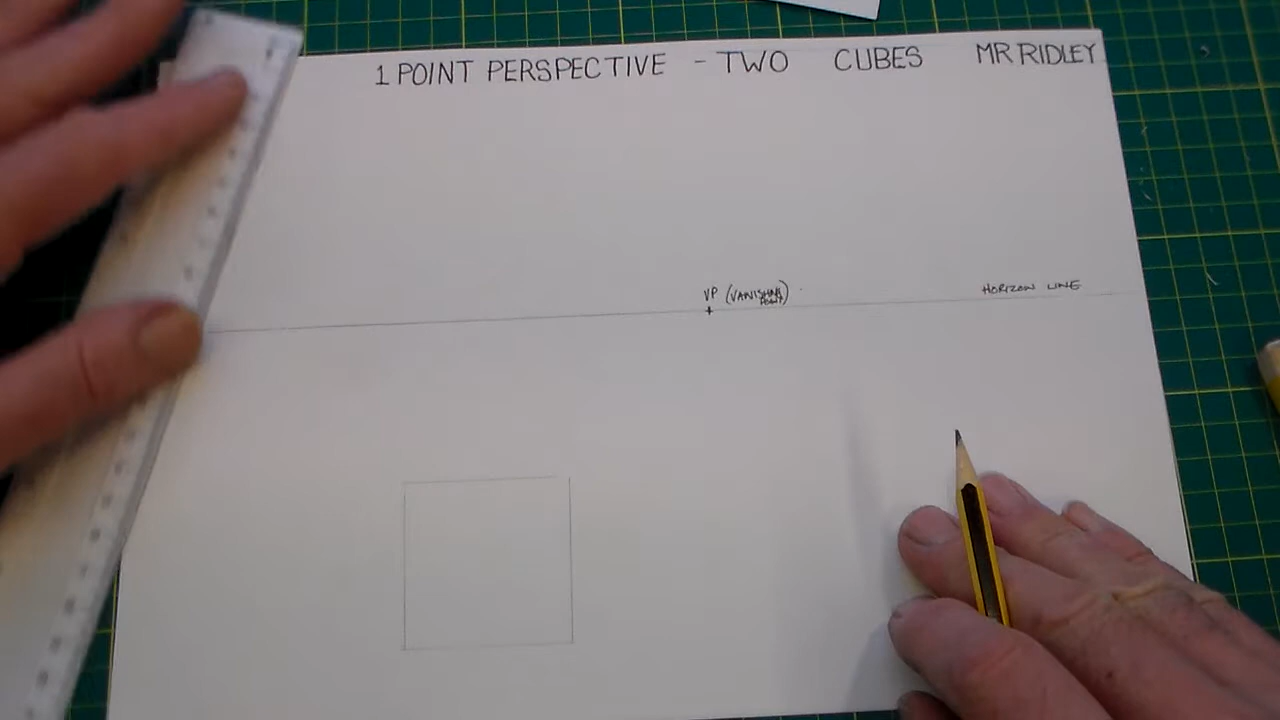 1 POINT PERSPECTIVE - TWO CUBES MR RIDLEY
VP (VANISHING
POINT)
HORIZON LINE